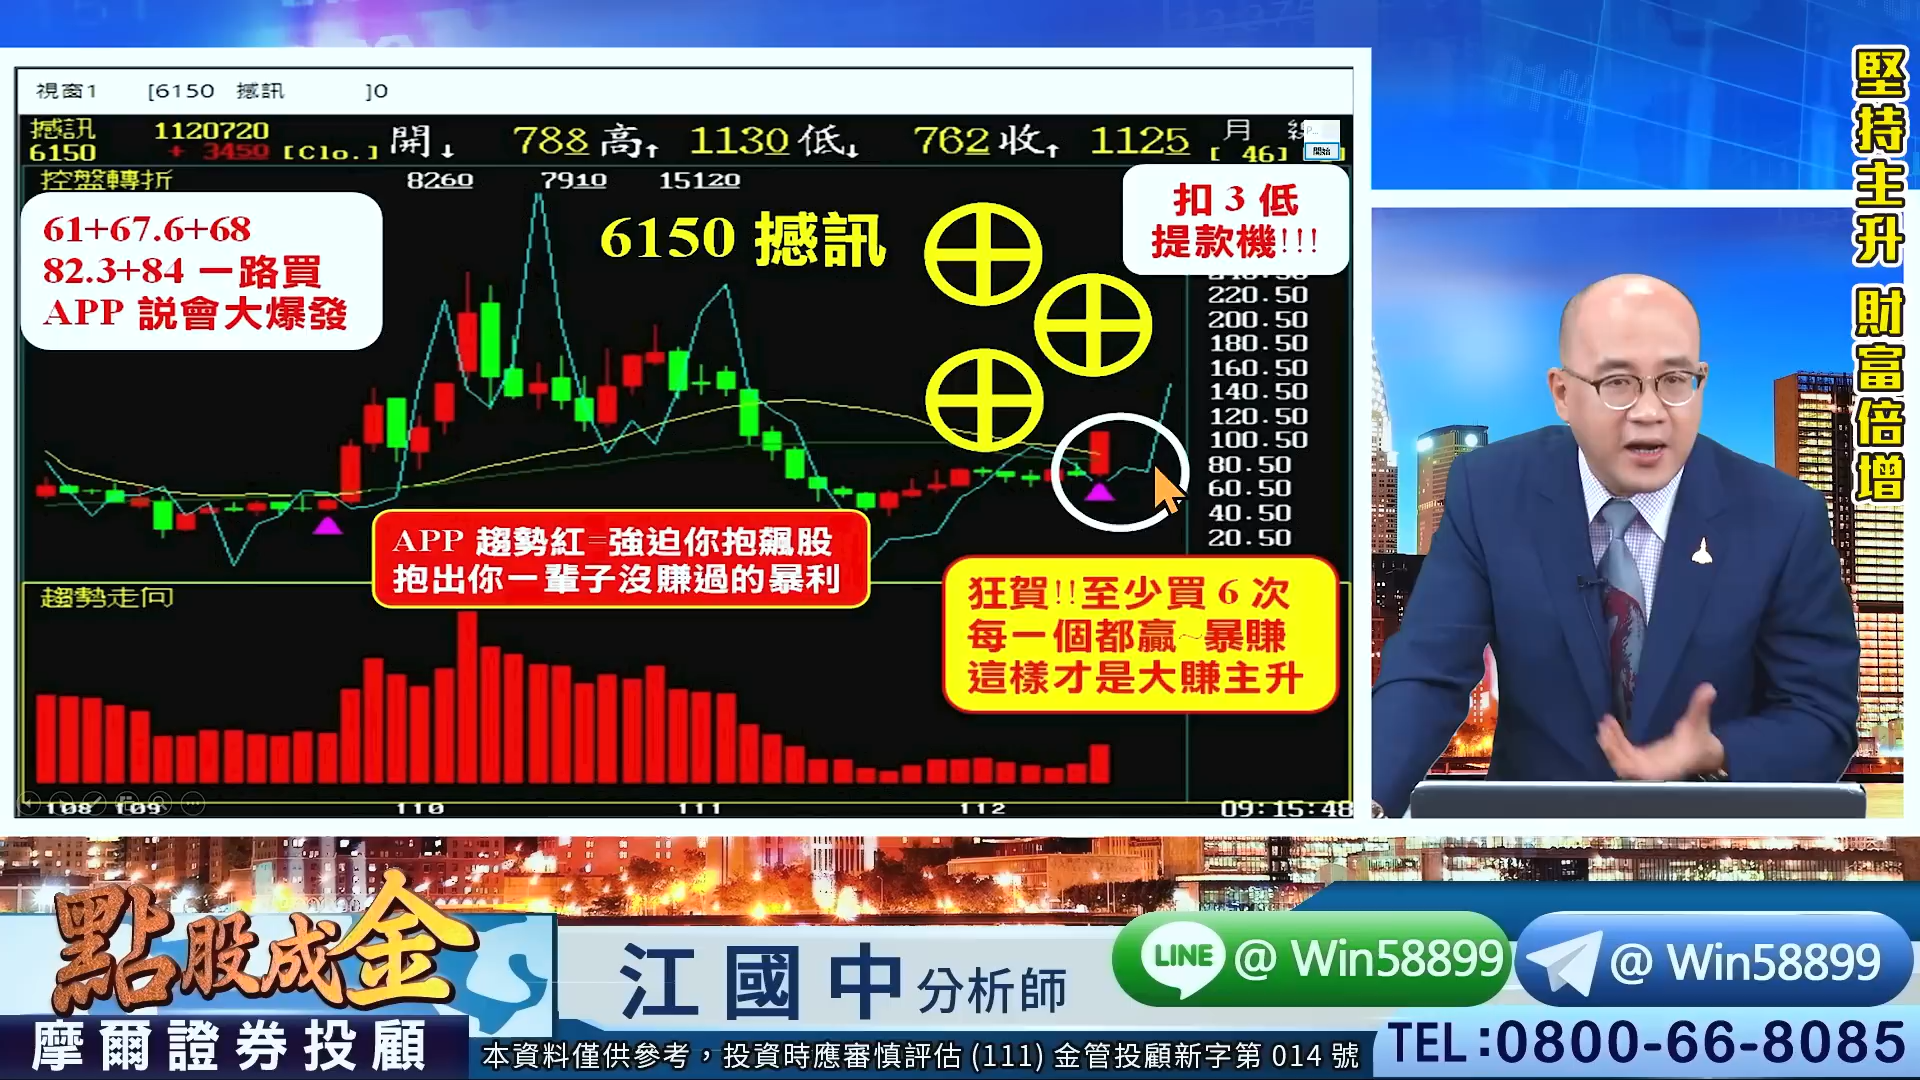 視窗1 [6150 撼訊 ]0
撼訊 1120720 開↓ 788 高↑ 1130 低↓ 762 收↑ 1125 月
6150 + 3450 [Clo.] [ 46]
開始
控盤轉折 8260 7910 15120
61+67.6+68
82.3+84 一路買
APP 說會大爆發
6150 撼訊
扣 3 低
提款機!!!
220.50
200.50
180.50
160.50
140.50
120.50
100.50
80.50
60.50
40.50
20.50
APP 趨勢紅=強迫你抱飆股
抱出你一輩子沒賺過的暴利
狂賀!!至少買 6 次
每一個都贏~暴賺
這樣才是大賺主升
趨勢走向
108 109 110 111 112 09:15:48
堅持主升 財富倍增
點股成金
摩爾證券投顧
江國中 分析師
LINE @ Win58899
@ Win58899
本資料僅供參考，投資時應審慎評估 (111) 金管投顧新字第 014 號
TEL:0800-66-8085